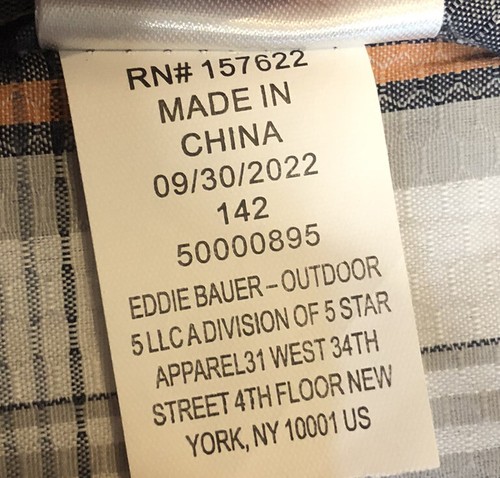 RN# 157622
MADE IN
CHINA
09/30/2022
142
50000895
EDDIE BAUER – OUTDOOR
5 LLC A DIVISION OF 5 STAR
APPAREL31 WEST 34TH
STREET 4TH FLOOR NEW
YORK, NY 10001 US